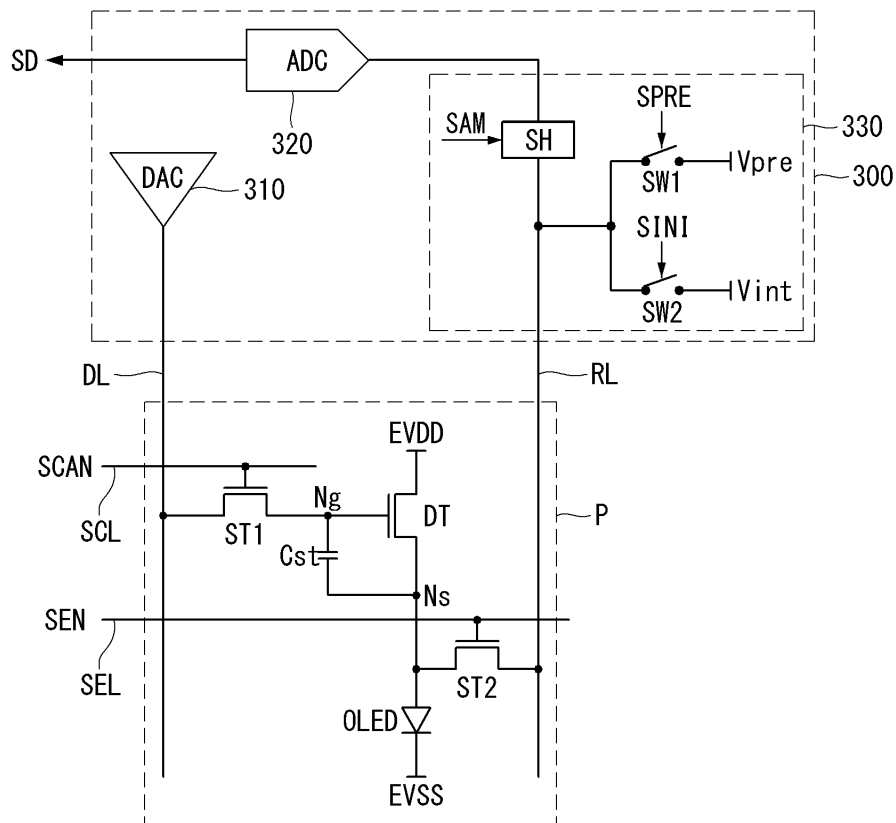 SD
ADC
320
SPRE
SAM
SH
330
SW1
Vpre
300
DAC
310
SINI
SW2
Vint
DL
RL
EVDD
SCAN
SCL
Ng
DT
P
ST1
Cst
Ns
SEN
SEL
ST2
OLED
EVSS